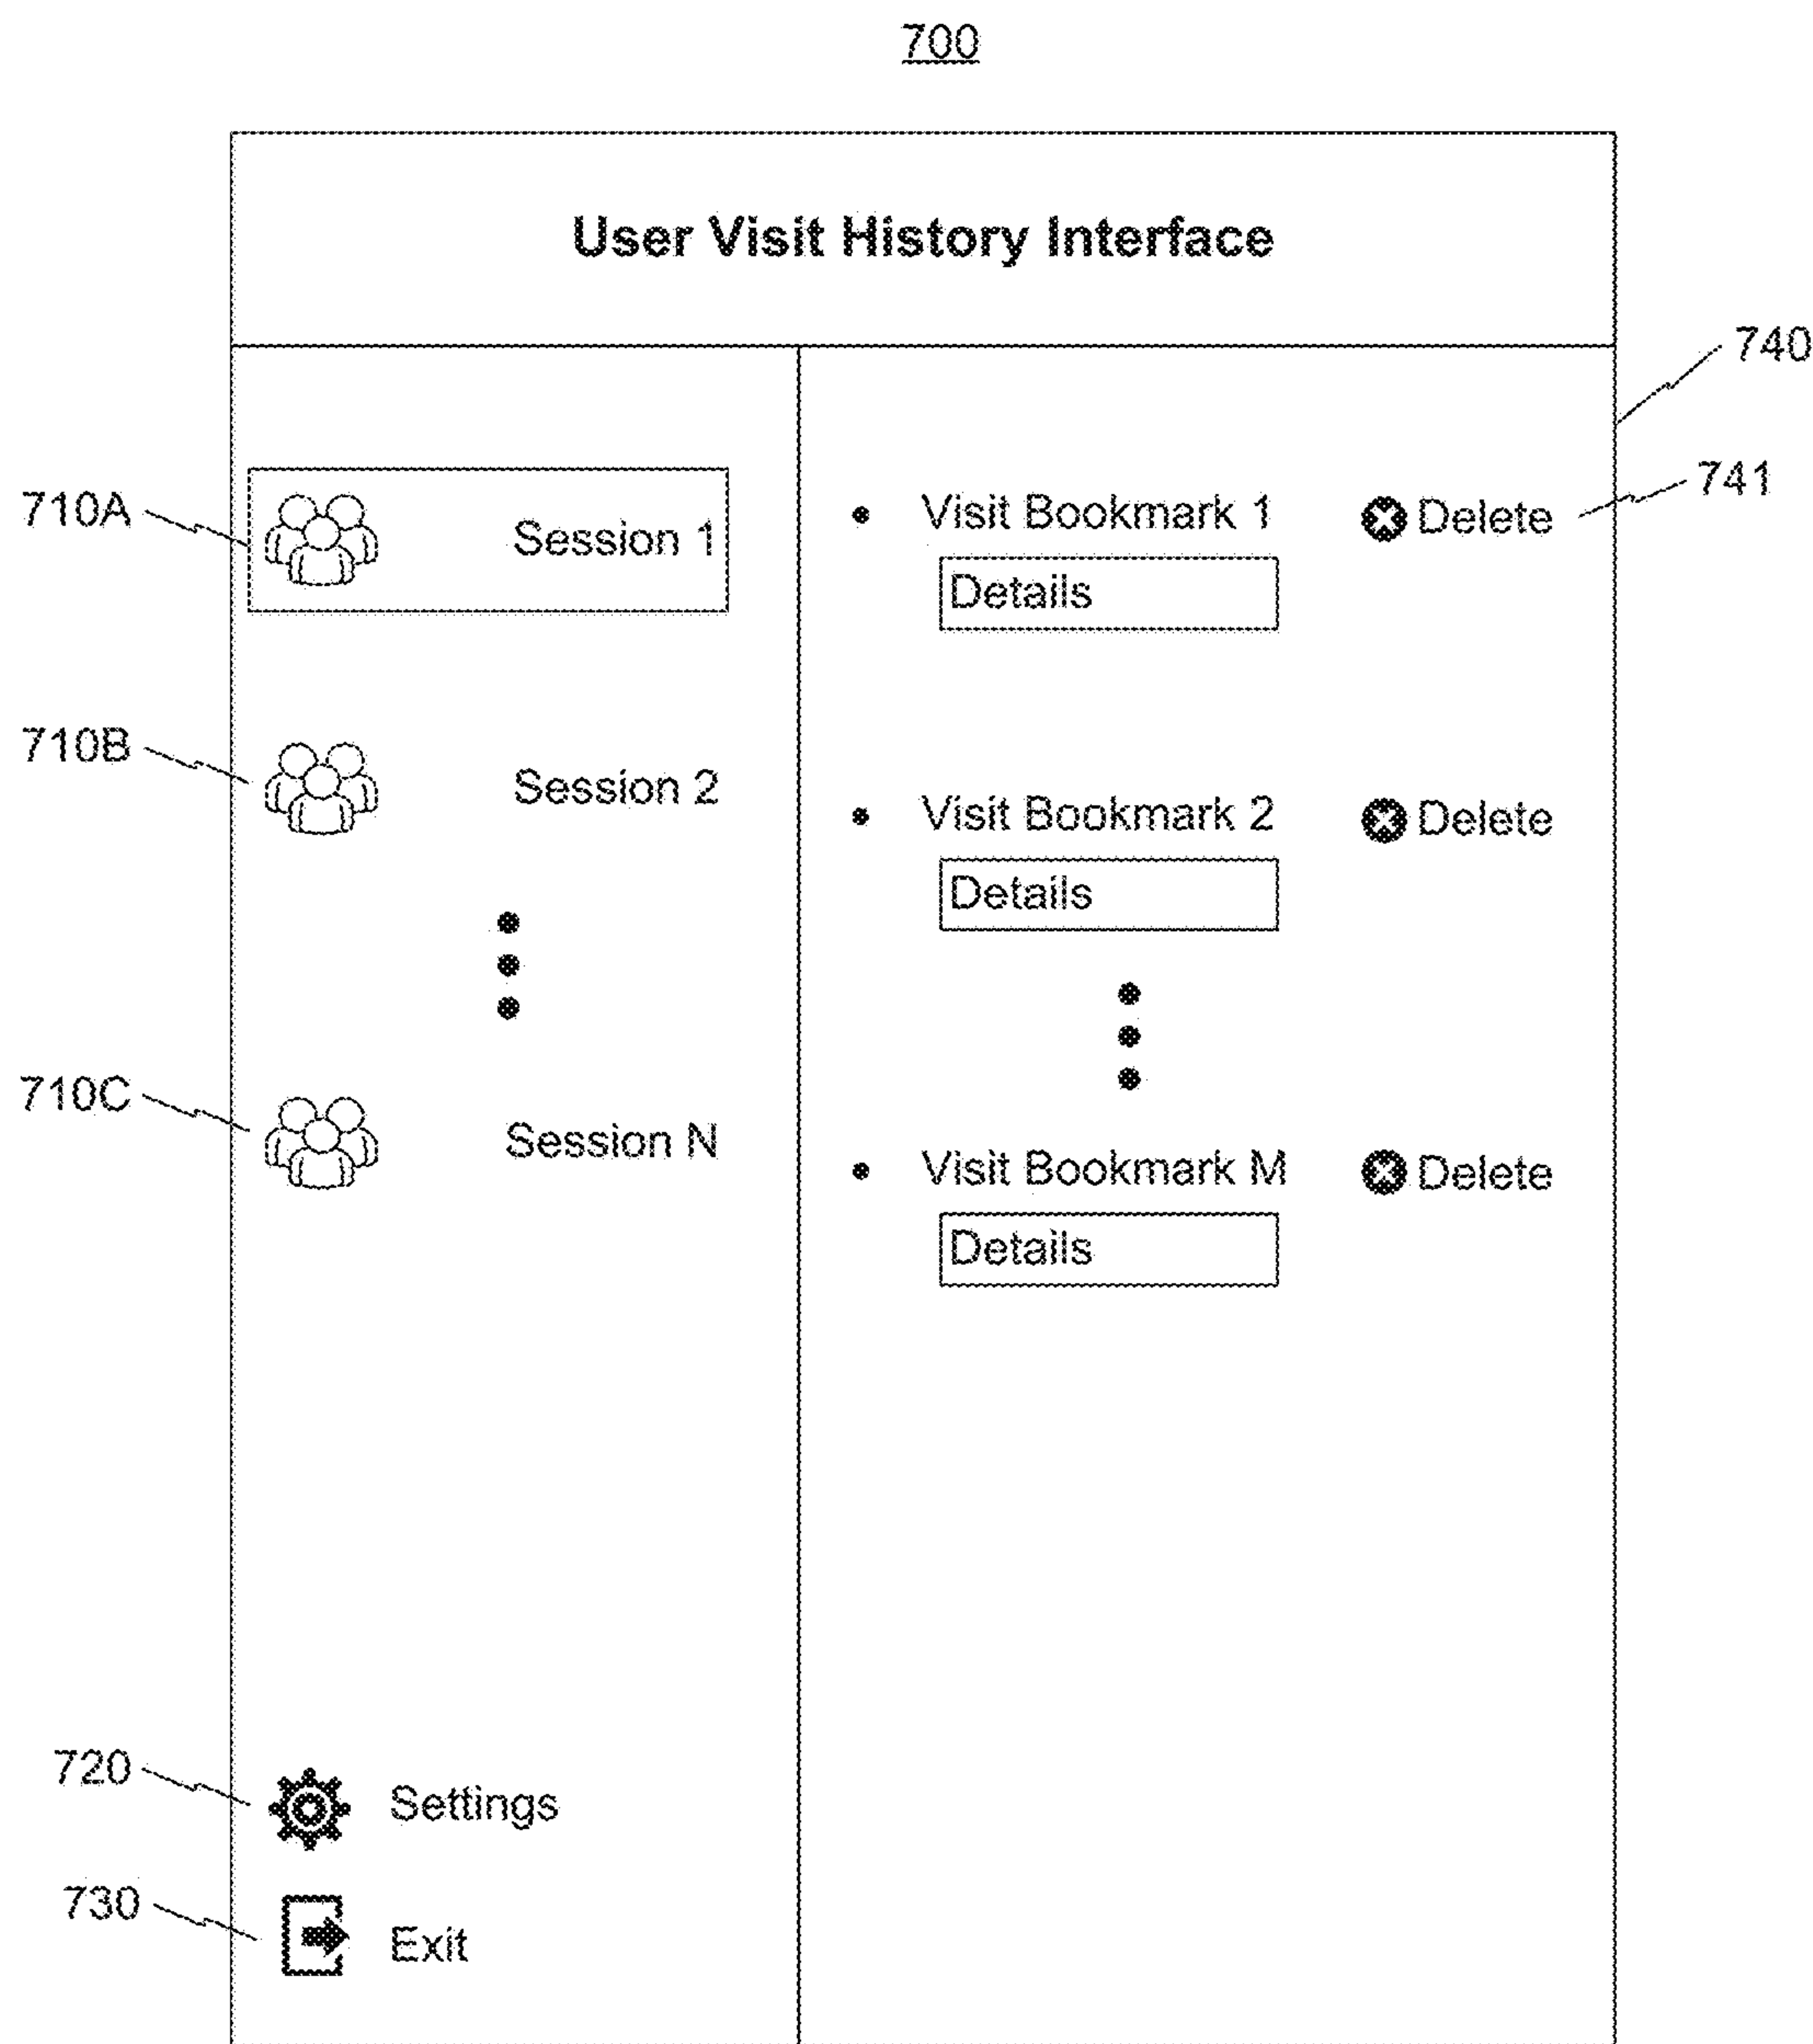 700
User Visit History Interface
740
710A
Session 1
710B
Session 2
710C
Session N
720
Settings
730
Exit
Visit Bookmark 1
Delete
741
Details
Visit Bookmark 2
Delete
Details
Visit Bookmark M
Delete
Details